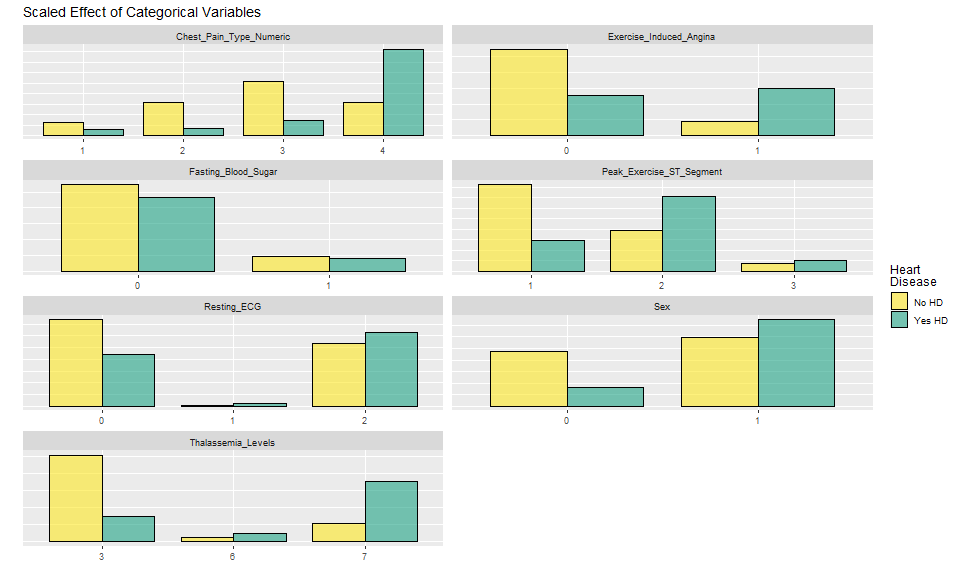 Scaled Effect of Categorical Variables
Chest_Pain_Type_Numeric
1 2 3 4
Exercise_Induced_Angina
0 1
Fasting_Blood_Sugar
0 1
Peak_Exercise_ST_Segment
1 2 3
Resting_ECG
0 1 2
Sex
0 1
Thalassemia_Levels
3 6 7
Heart
Disease
No HD
Yes HD